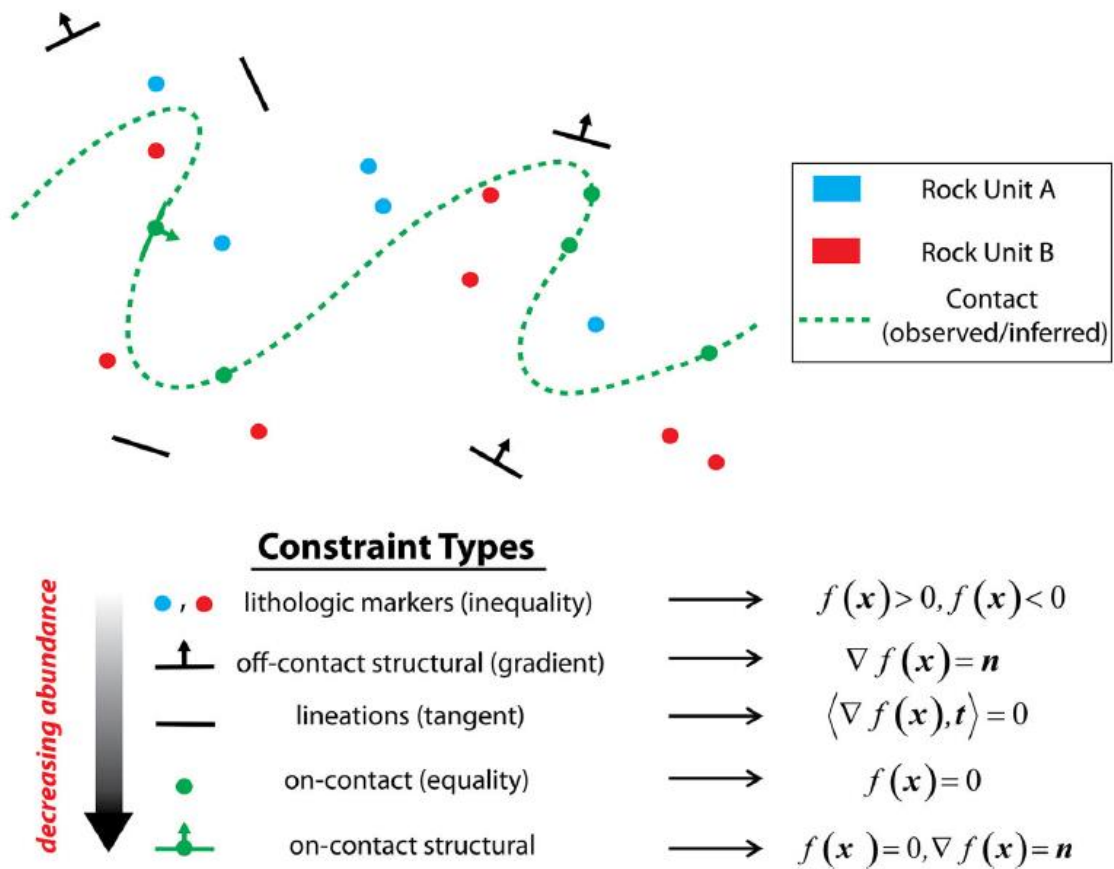 Rock Unit A
Rock Unit B
Contact
(observed/inferred)
Constraint Types
decreasing abundance
lithologic markers (inequality) f(x)>0, f(x)<0
off-contact structural (gradient) ∇f(x)=n
lineations (tangent) ⟨∇f(x),t⟩=0
on-contact (equality) f(x)=0
on-contact structural f(x)=0,∇f(x)=n